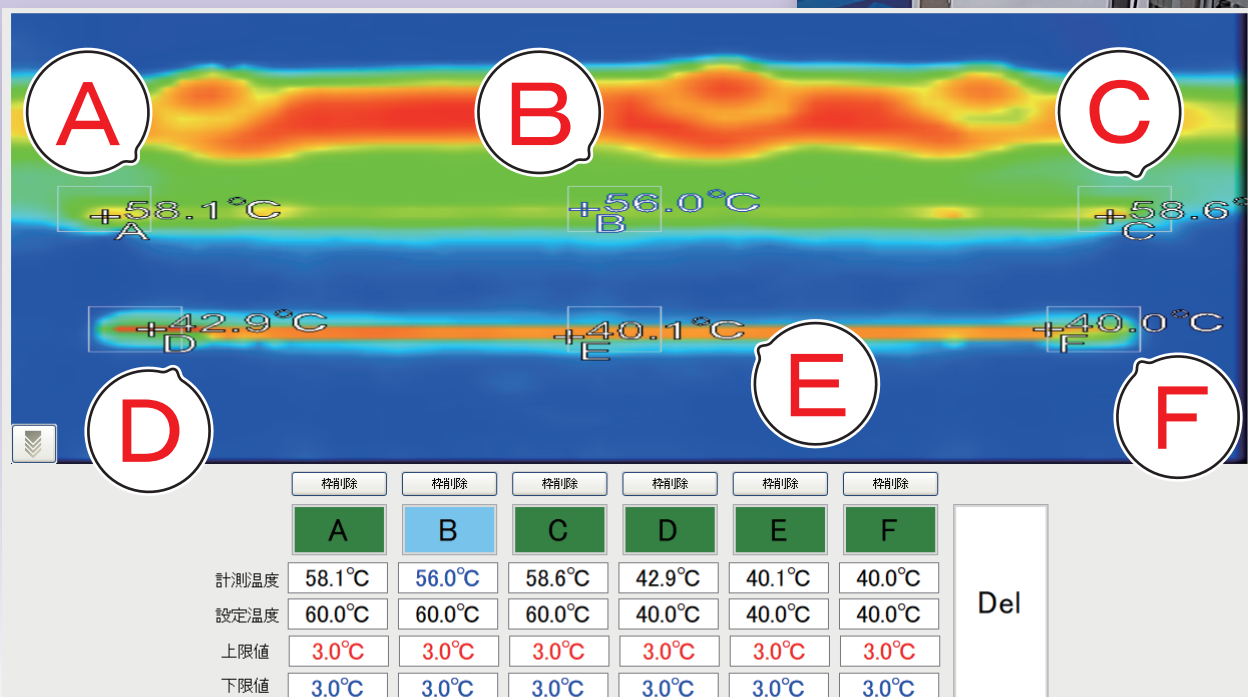 A
B
C
+58.1℃
A
+56.0℃
B
+58.6°
C
+42.9℃
D
+40.1℃
E
+40.0℃
F
D
E
F
枠削除 枠削除 枠削除 枠削除 枠削除 枠削除
A B C D E F
計測温度 58.1℃ 56.0℃ 58.6℃ 42.9℃ 40.1℃ 40.0℃
設定温度 60.0℃ 60.0℃ 60.0℃ 40.0℃ 40.0℃ 40.0℃
上限値 3.0℃ 3.0℃ 3.0℃ 3.0℃ 3.0℃ 3.0℃
下限値 3.0℃ 3.0℃ 3.0℃ 3.0℃ 3.0℃ 3.0℃
Del